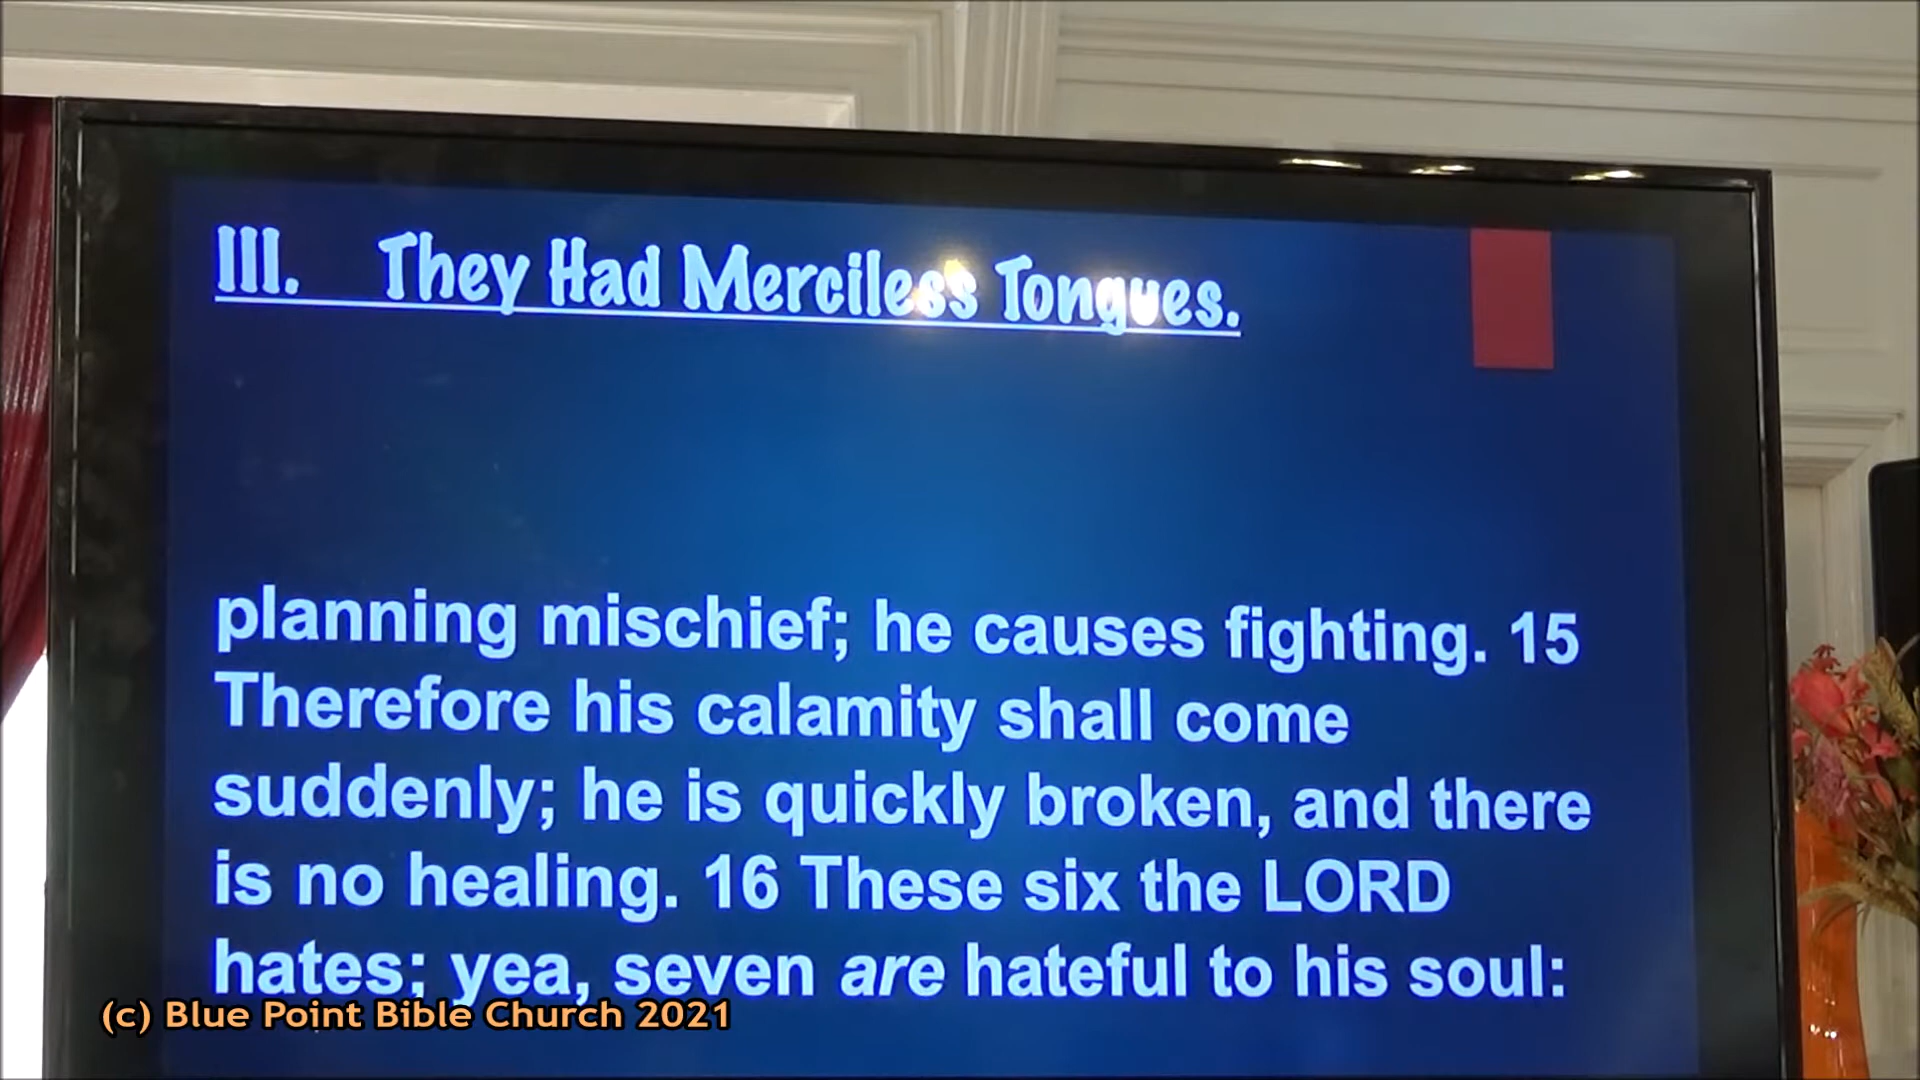 III. They Had Merciless Tongues.
planning mischief; he causes fighting. 15
Therefore his calamity shall come
suddenly; he is quickly broken, and there
is no healing. 16 These six the LORD
hates; yea, seven are hateful to his soul:
(c) Blue Point Bible Church 2021